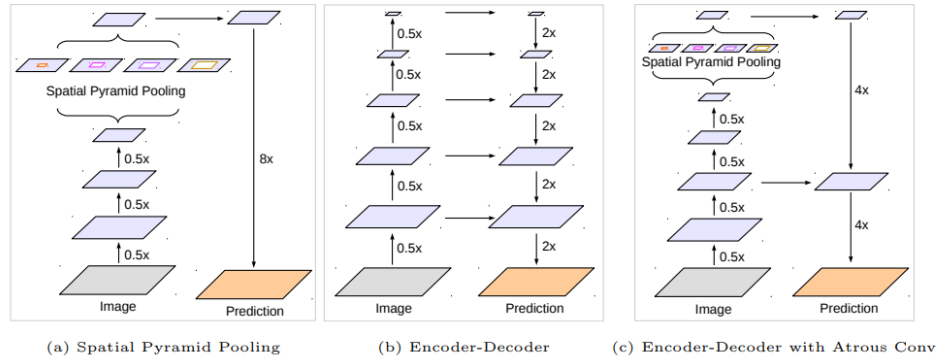 Spatial Pyramid Pooling
0.5x
0.5x
0.5x
8x
Image
Prediction
(a) Spatial Pyramid Pooling
0.5x
0.5x
0.5x
0.5x
0.5x
2x
2x
2x
2x
2x
Image
Prediction
(b) Encoder-Decoder
Spatial Pyramid Pooling
0.5x
0.5x
0.5x
0.5x
4x
4x
Image
Prediction
(c) Encoder-Decoder with Atrous Conv